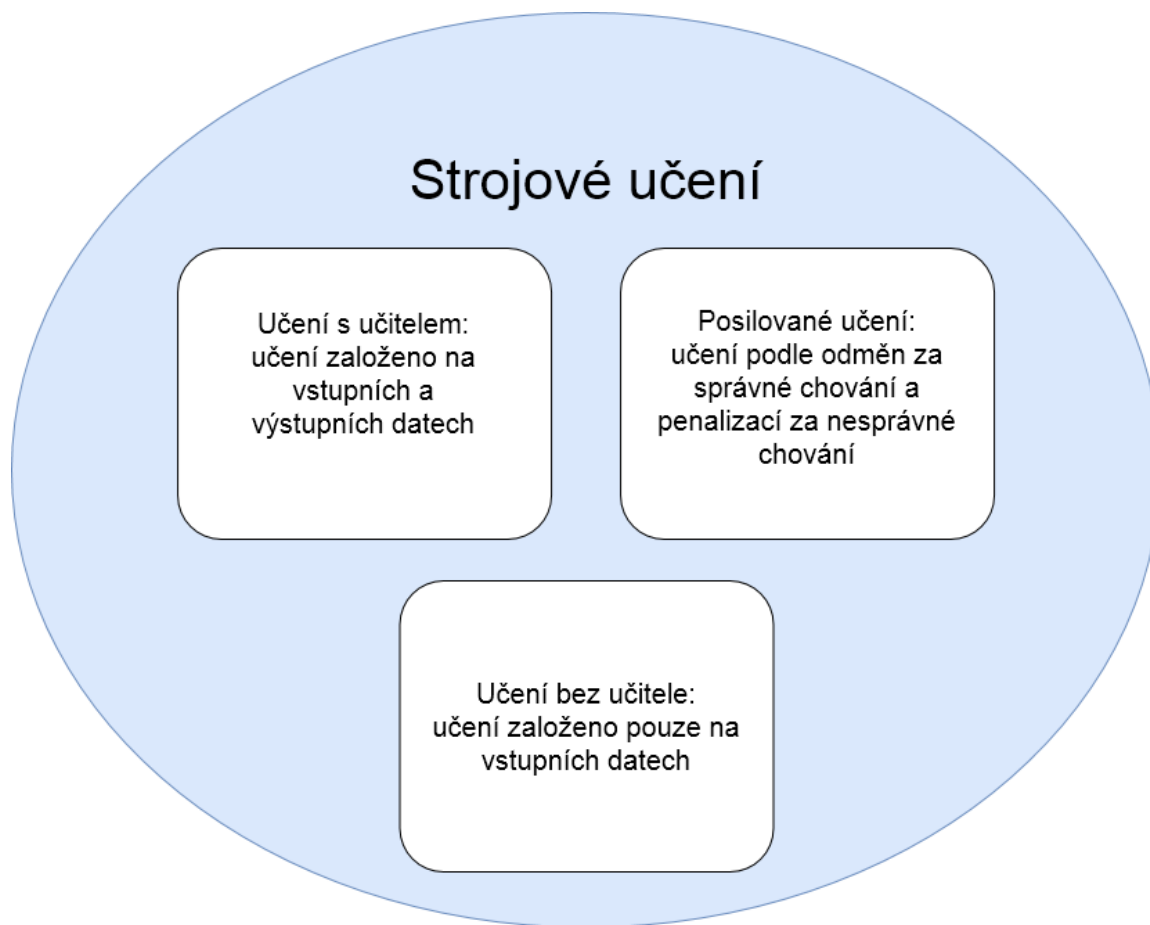 Strojové učení
Učení s učitelem:
učení založeno na
vstupních a
výstupních datech
Posilované učení:
učení podle odměn za
správné chování a
penalizací za nesprávné
chování
Učení bez učitele:
učení založeno pouze na
vstupních datech